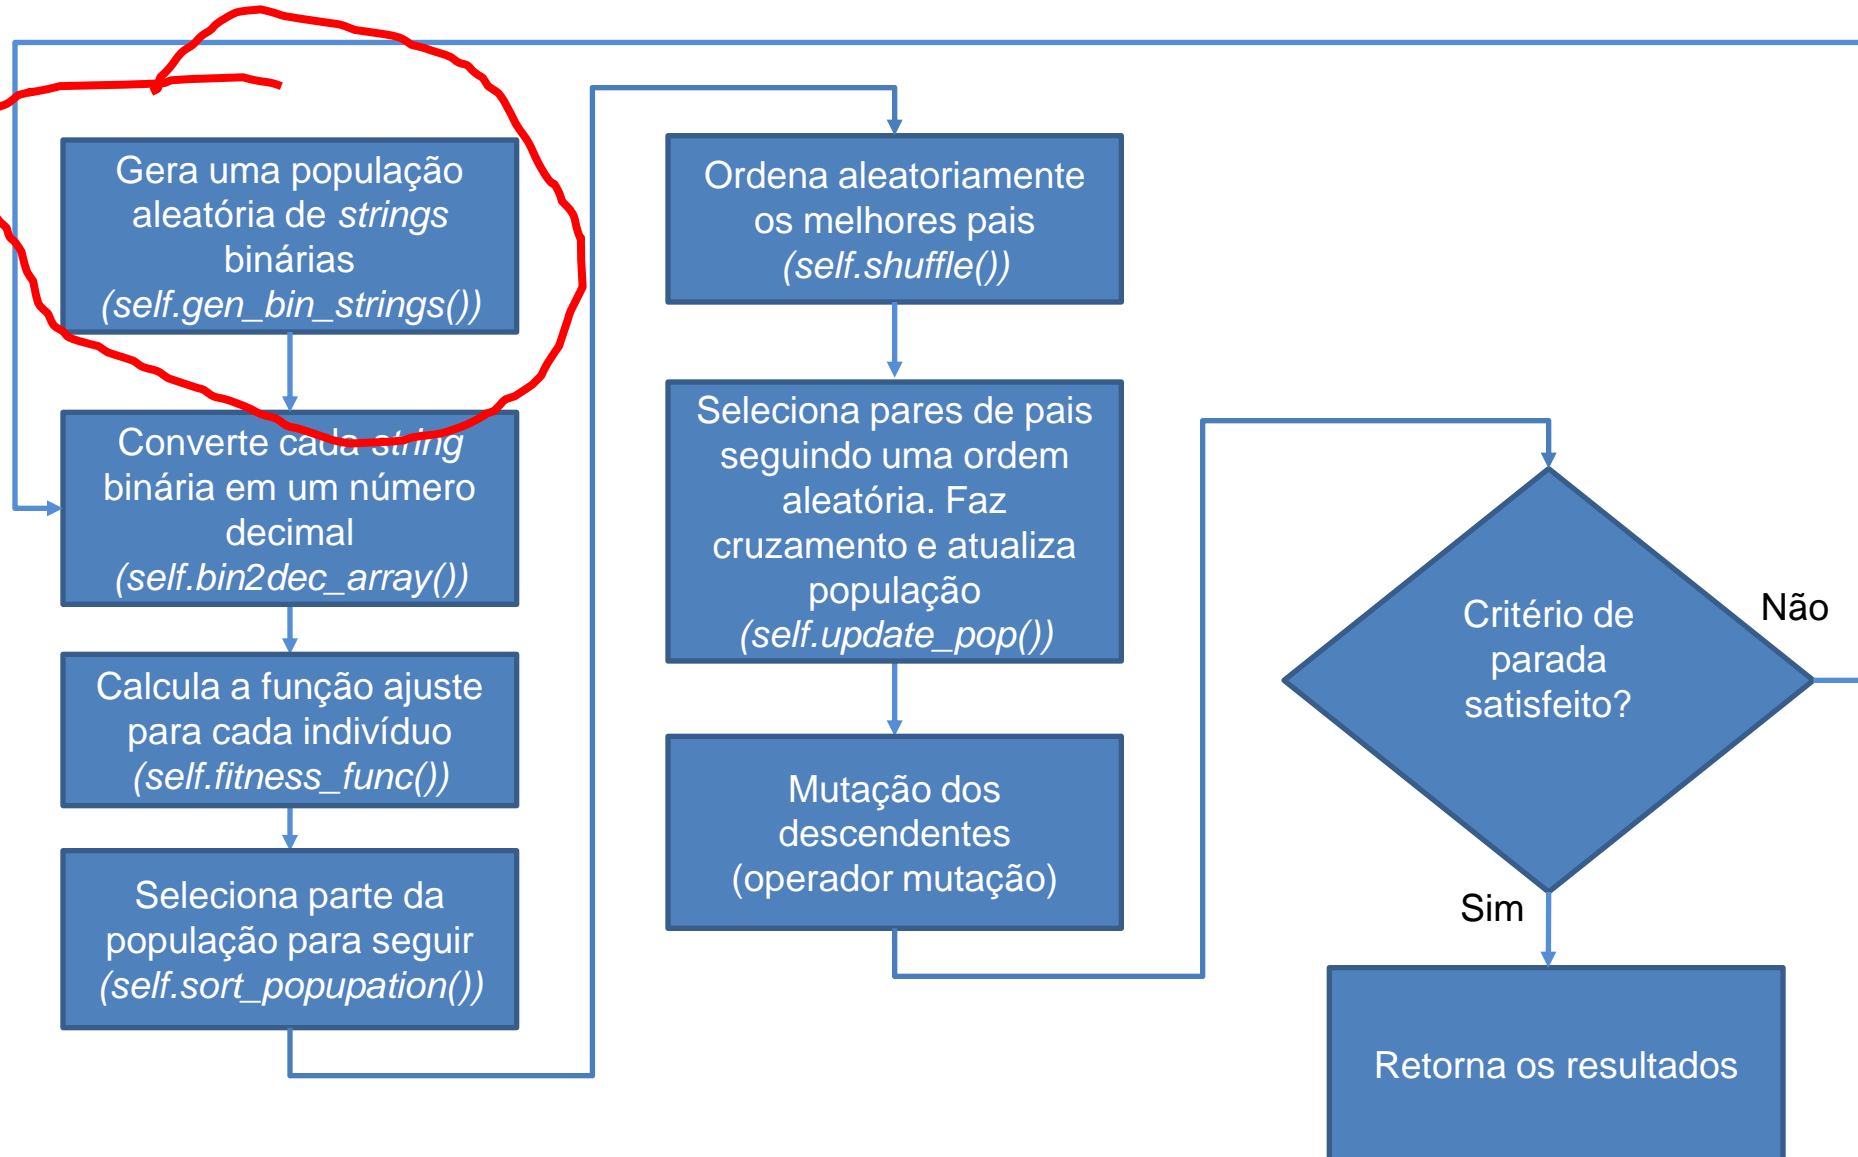 Gera uma população
aleatória de strings
binárias
(self.gen_bin_strings())
Converte cada string
binária em um número
decimal
(self.bin2dec_array())
Calcula a função ajuste
para cada indivíduo
(self.fitness_func())
Seleciona parte da
população para seguir
(self.sort_popupation())
Ordena aleatoriamente
os melhores pais
(self.shuffle())
Seleciona pares de pais
seguindo uma ordem
aleatória. Faz
cruzamento e atualiza
população
(self.update_pop())
Mutação dos
descendentes
(operador mutação)
Critério de
parada
satisfeito?
Não
Sim
Retorna os resultados